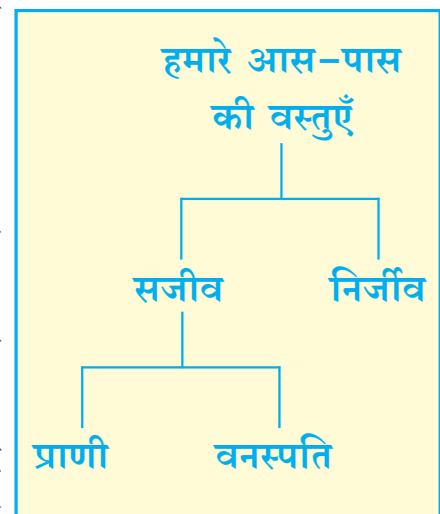 हमारे आस-पास
की वस्तुएँ
सजीव निर्जीव
प्राणी वनस्पति